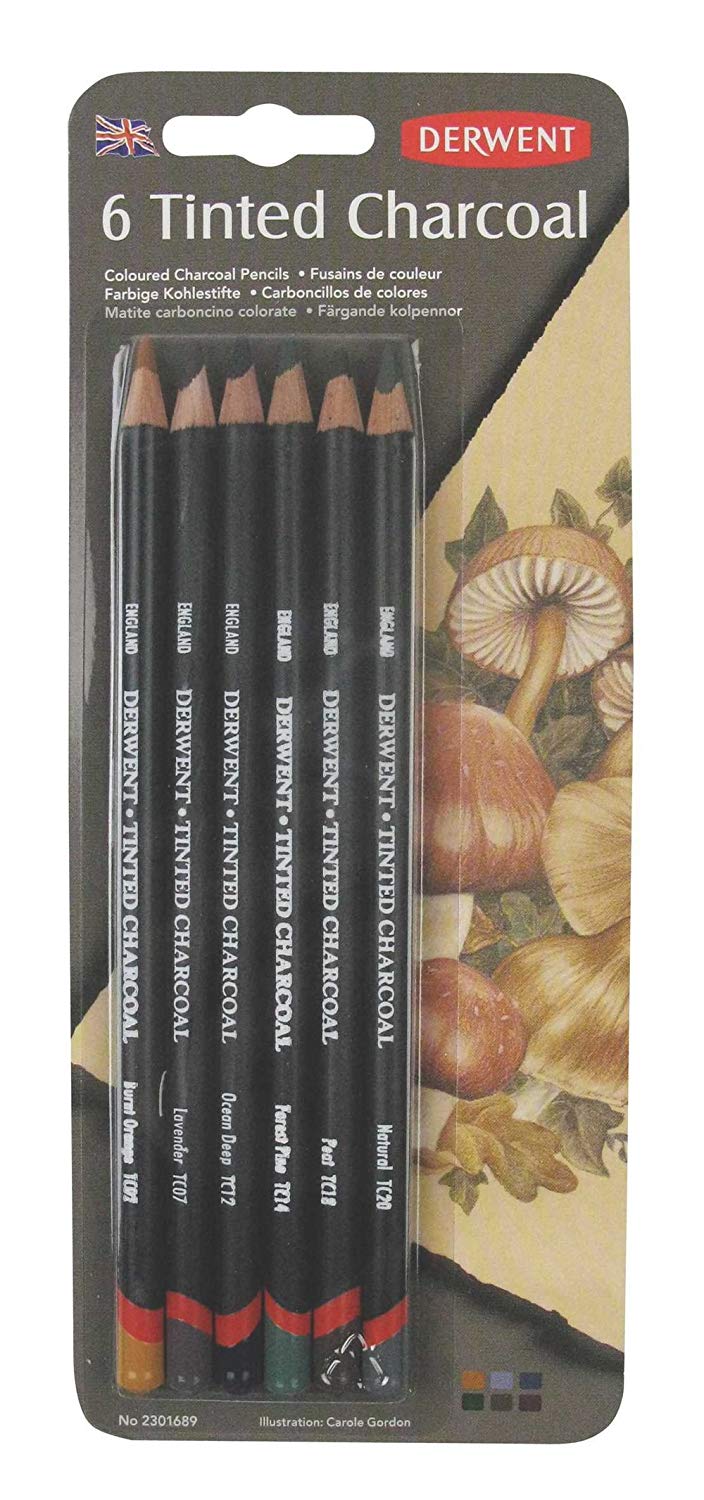 DERWENT
6 Tinted Charcoal
Coloured Charcoal Pencils • Fusains de couleur
Farbige Kohlestifte • Carboncillos de colores
Matite carboncino colorate • Färgande kolpennor
ENGLAND DERWENT • TINTED CHARCOAL Burnt Orange
ENGLAND DERWENT • TINTED CHARCOAL Lavender TC07
ENGLAND DERWENT • TINTED CHARCOAL Ocean Deep TC12
ENGLAND DERWENT • TINTED CHARCOAL Forest Pine TC14
ENGLAND DERWENT • TINTED CHARCOAL Peat TC18
ENGLAND DERWENT • TINTED CHARCOAL Natural TC20
No 2301689
Illustration: Carole Gordon